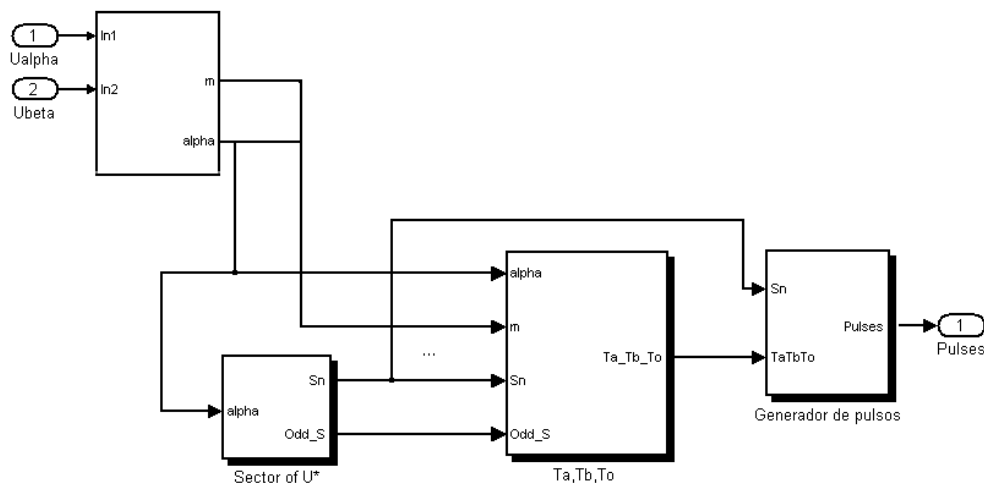 1
In1
Ualpha
2
In2
Ubeta
m
alpha
alpha
Sn
m
Sn
Pulses
1
Pulses
...
Ta_Tb_To
TaTbTo
Sn
Sn
alpha
Generador de pulsos
Odd_S
Odd_S
Sector of U*
Ta,Tb,To